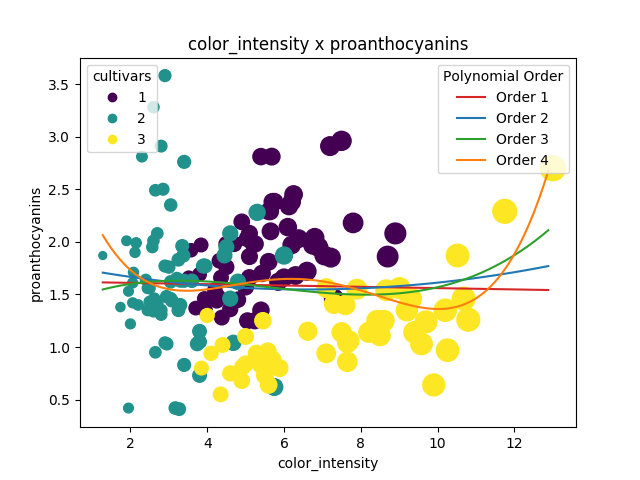 color_intensity x proanthocyanins
cultivars
1
2
3
Polynomial Order
Order 1
Order 2
Order 3
Order 4
3.5
3.0
2.5
2.0
1.5
1.0
0.5
proanthocyanins
2 4 6 8 10 12
color_intensity